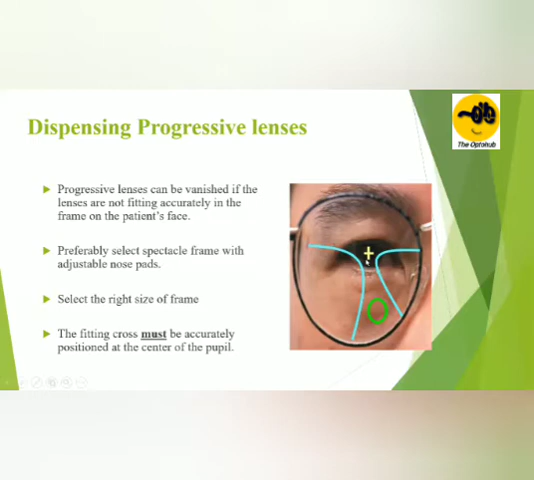 The Optohub
Dispensing Progressive lenses
Progressive lenses can be vanished if the
lenses are not fitting accurately in the
frame on the patient's face.
Preferably select spectacle frame with
adjustable nose pads.
Select the right size of frame
The fitting cross must be accurately
positioned at the center of the pupil.